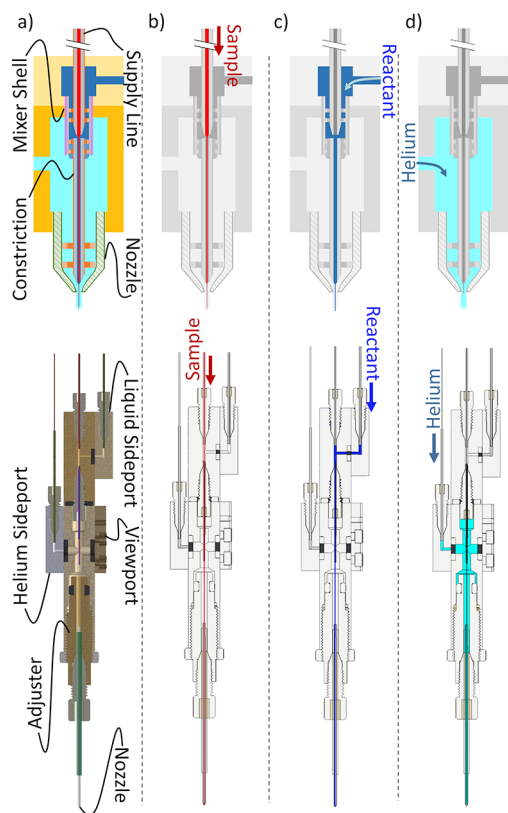 a)
b)
c)
d)
Mixer Shell
Supply Line
Constriction
Nozzle
Sample
Reactant
Helium
Liquid Sideport
Helium Sideport
Viewport
Adjuster
Nozzle
Sample
Reactant
Helium